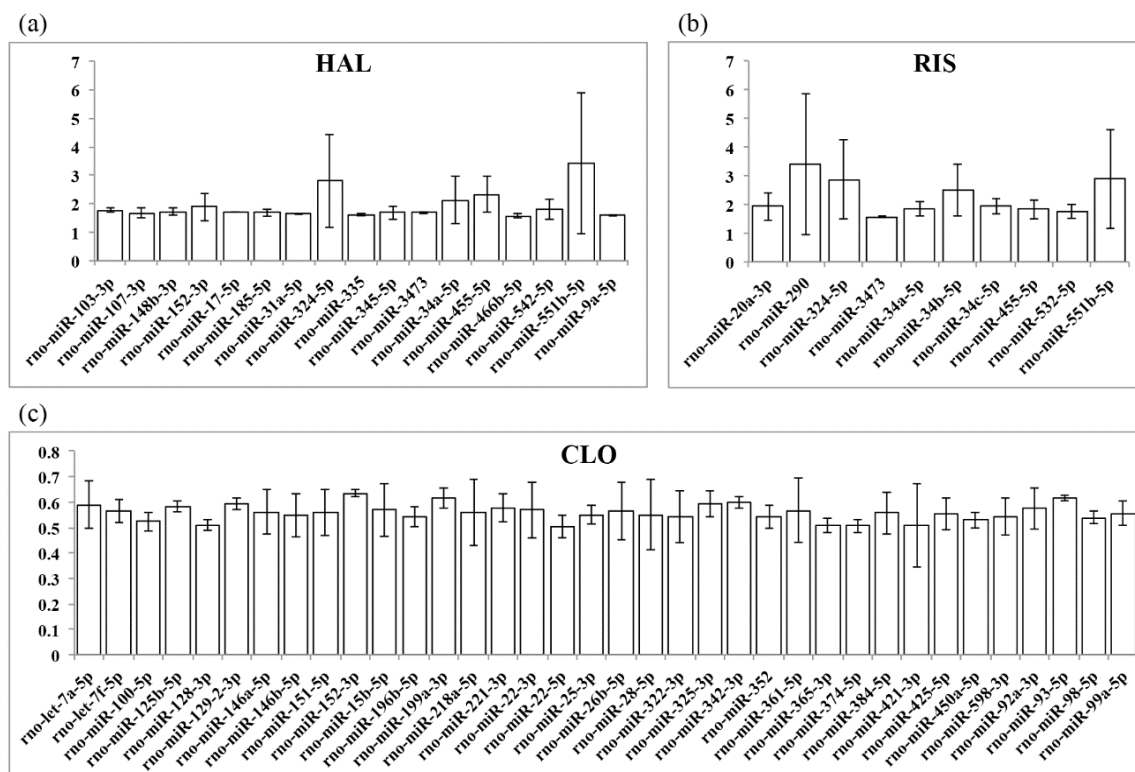 (a)
HAL
7
6
5
4
3
2
1
0
rno-miR-103-3p
rno-miR-107-3p
rno-miR-148b-3p
rno-miR-152-3p
rno-miR-17-5p
rno-miR-185-5p
rno-miR-31a-5p
rno-miR-324-5p
rno-miR-335
rno-miR-345-5p
rno-miR-3473
rno-miR-34a-5p
rno-miR-455-5p
rno-miR-466b-5p
rno-miR-542-5p
rno-miR-551b-5p
rno-miR-9a-5p
(b)
RIS
7
6
5
4
3
2
1
0
rno-miR-20a-3p
rno-miR-290
rno-miR-324-5p
rno-miR-3473
rno-miR-34a-5p
rno-miR-34b-5p
rno-miR-34c-5p
rno-miR-455-5p
rno-miR-532-5p
rno-miR-551b-5p
(c)
CLO
0.8
0.7
0.6
0.5
0.4
0.3
0.2
0.1
0
rno-let-7a-5p
rno-let-7f-5p
rno-miR-100-5p
rno-miR-125b-5p
rno-miR-128-3p
rno-miR-129-2-3p
rno-miR-146a-5p
rno-miR-146b-5p
rno-miR-151-5p
rno-miR-152-3p
rno-miR-15b-5p
rno-miR-196b-5p
rno-miR-199a-3p
rno-miR-218a-5p
rno-miR-221-3p
rno-miR-22-3p
rno-miR-22-5p
rno-miR-25-3p
rno-miR-26b-5p
rno-miR-28-5p
rno-miR-322-3p
rno-miR-325-3p
rno-miR-342-3p
rno-miR-352
rno-miR-361-5p
rno-miR-365-3p
rno-miR-374-5p
rno-miR-384-5p
rno-miR-421-3p
rno-miR-425-5p
rno-miR-450a-5p
rno-miR-598-3p
rno-miR-92a-3p
rno-miR-93-5p
rno-miR-98-5p
rno-miR-99a-5p